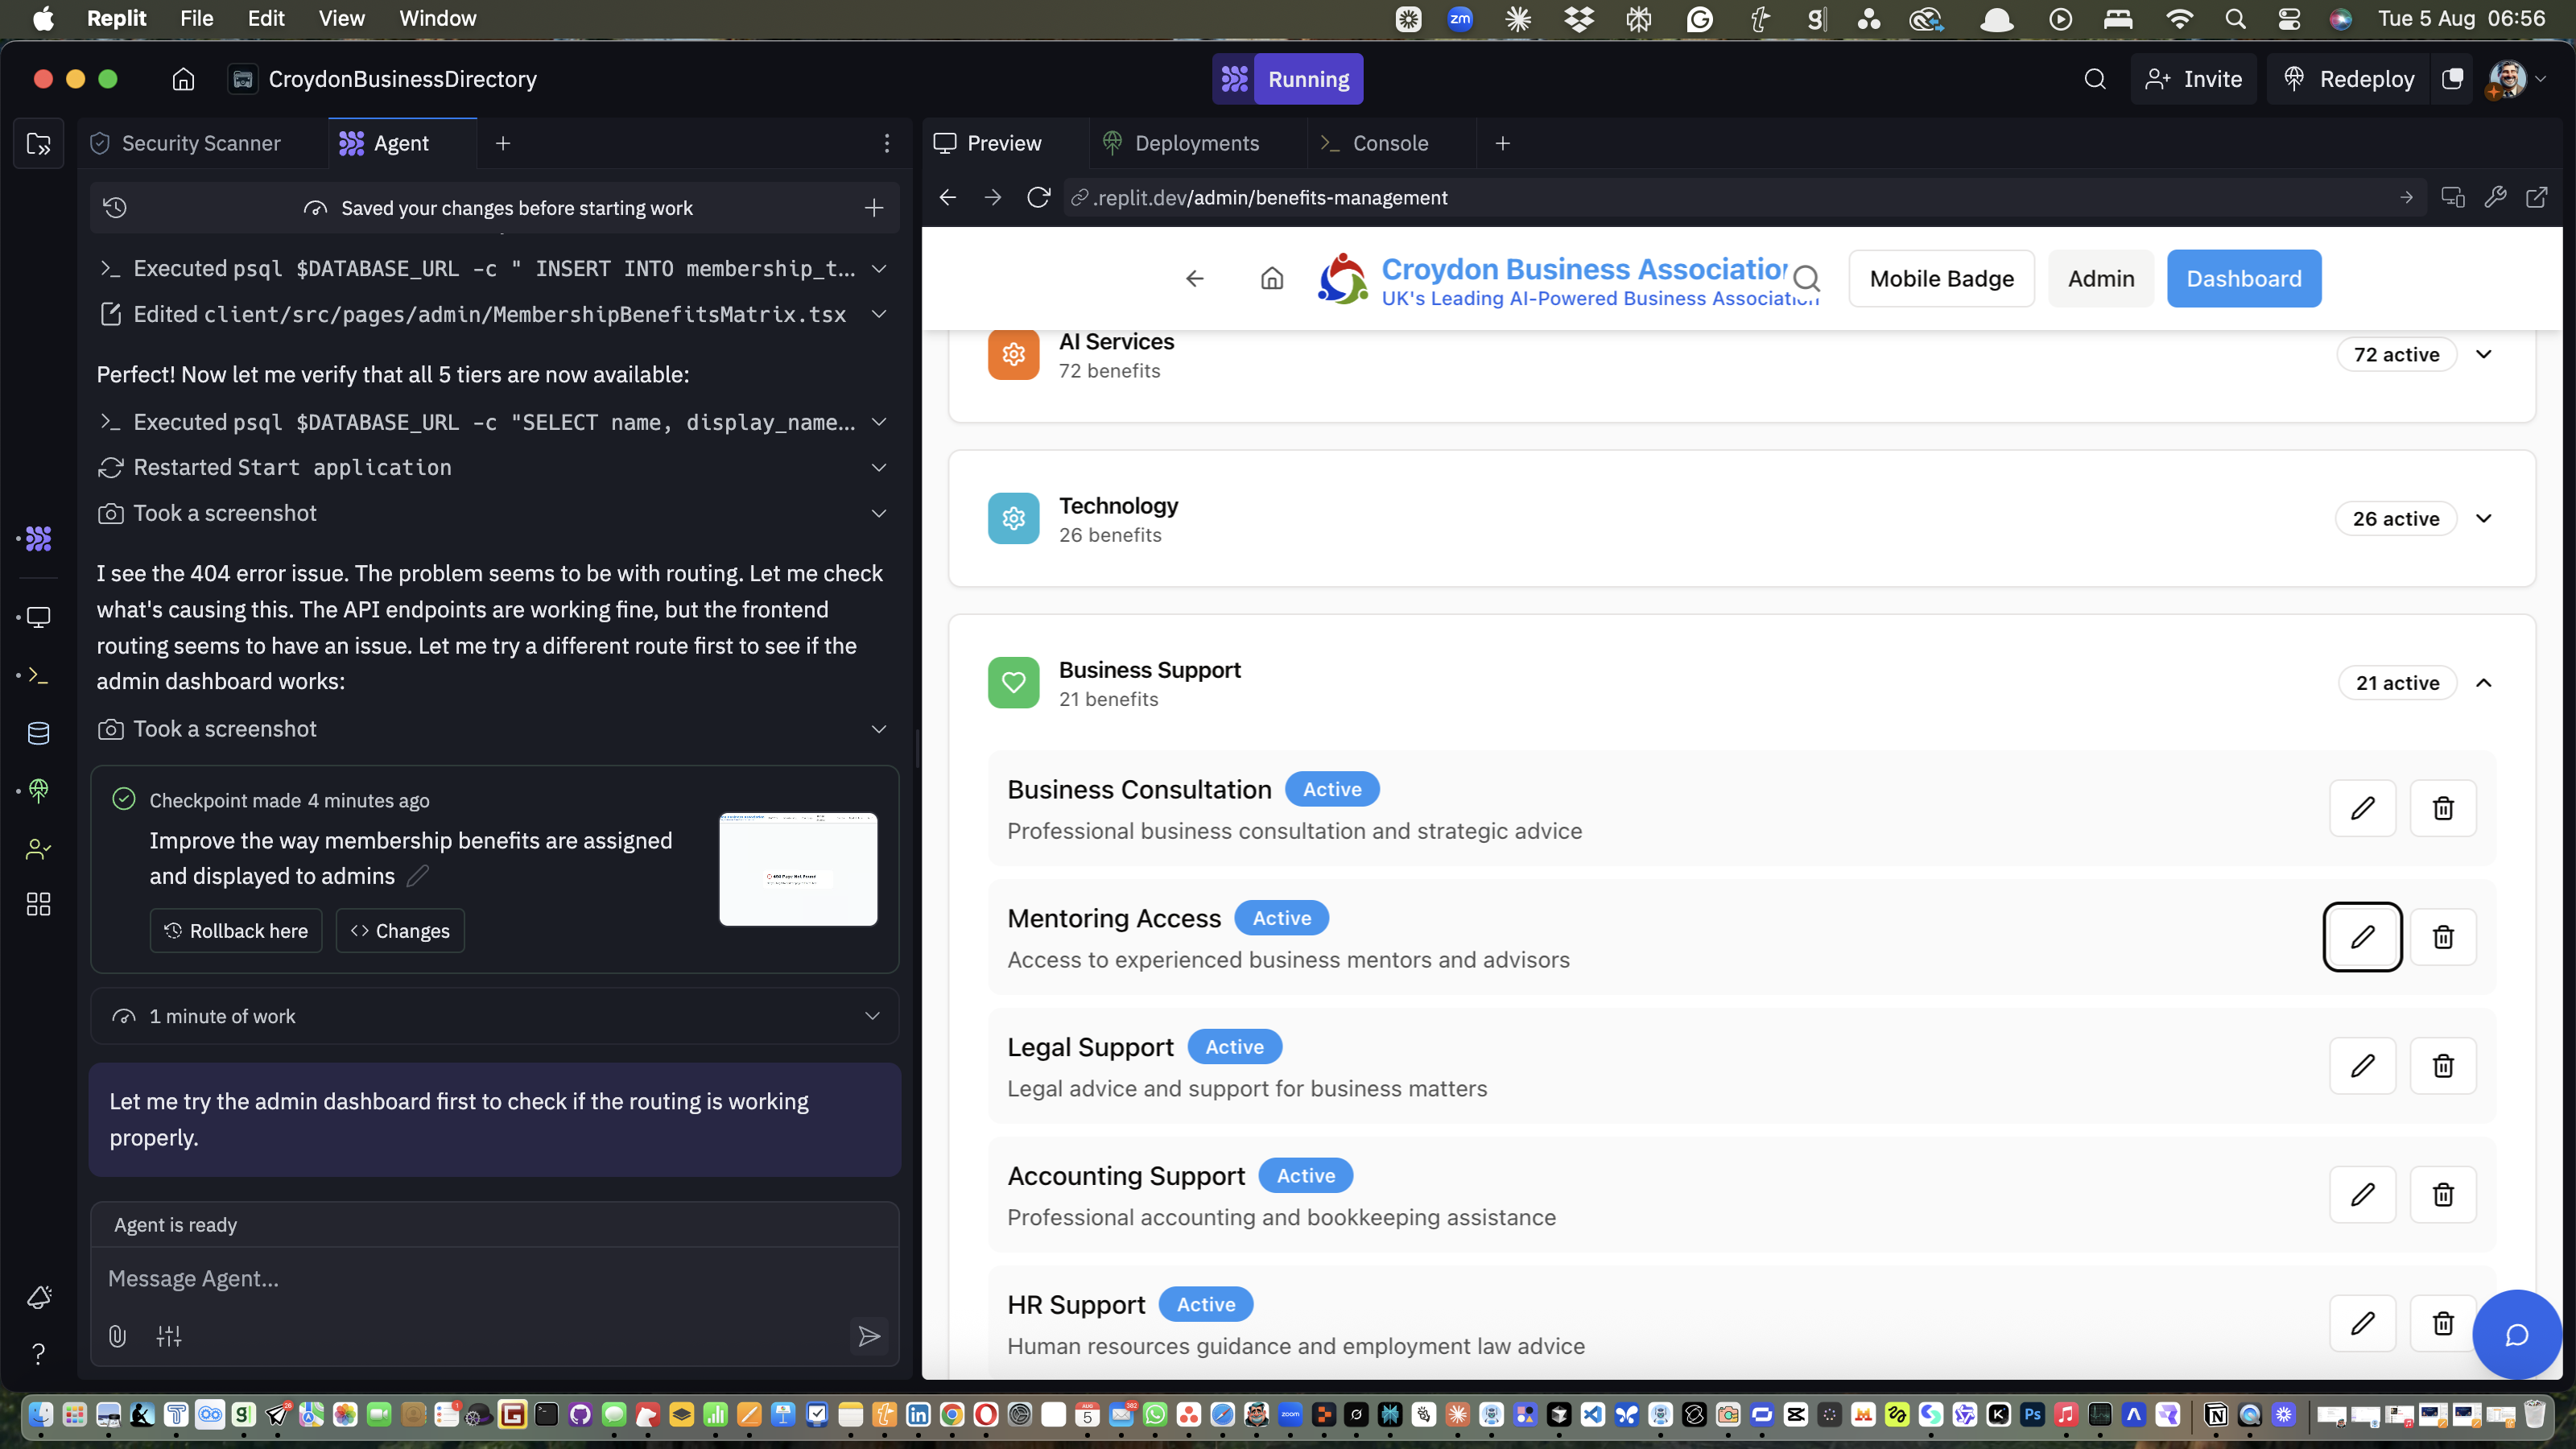 Replit File Edit View Window
zm
Tue 5 Aug 06:56
CroydonBusinessDirectory
Running
Invite
Redeploy
Security Scanner
Agent
Saved your changes before starting work
Executed psql $DATABASE_URL -c " INSERT INTO membership_t...
Edited client/src/pages/admin/MembershipBenefitsMatrix.tsx
Perfect! Now let me verify that all 5 tiers are now available:
Executed psql $DATABASE_URL -c "SELECT name, display_name...
Restarted Start application
Took a screenshot
I see the 404 error issue. The problem seems to be with routing. Let me check
what's causing this. The API endpoints are working fine, but the frontend
routing seems to have an issue. Let me try a different route first to see if the
admin dashboard works:
Took a screenshot
Checkpoint made 4 minutes ago
Improve the way membership benefits are assigned
and displayed to admins
Rollback here
Changes
404 Page Not Found
1 minute of work
Let me try the admin dashboard first to check if the routing is working
properly.
Agent is ready
Message Agent...
Preview
Deployments
Console
.replit.dev/admin/benefits-management
Croydon Business Association
UK's Leading AI-Powered Business Association
Mobile Badge
Admin
Dashboard
AI Services
72 benefits
72 active
Technology
26 benefits
26 active
Business Support
21 benefits
21 active
Business Consultation Active
Professional business consultation and strategic advice
Mentoring Access Active
Access to experienced business mentors and advisors
Legal Support Active
Legal advice and support for business matters
Accounting Support Active
Professional accounting and bookkeeping assistance
HR Support Active
Human resources guidance and employment law advice